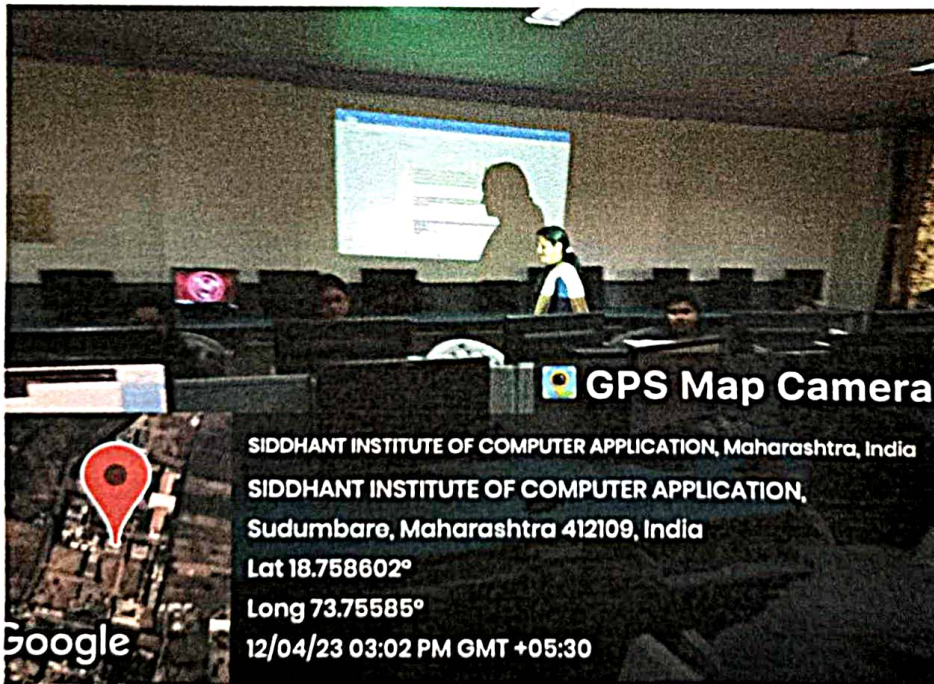 GPS Map Camera
SIDDHANT INSTITUTE OF COMPUTER APPLICATION, Maharashtra, India
SIDDHANT INSTITUTE OF COMPUTER APPLICATION,
Sudumbare, Maharashtra 412109, India
Lat 18.758602°
Long 73.75585°
12/04/23 03:02 PM GMT +05:30
Google